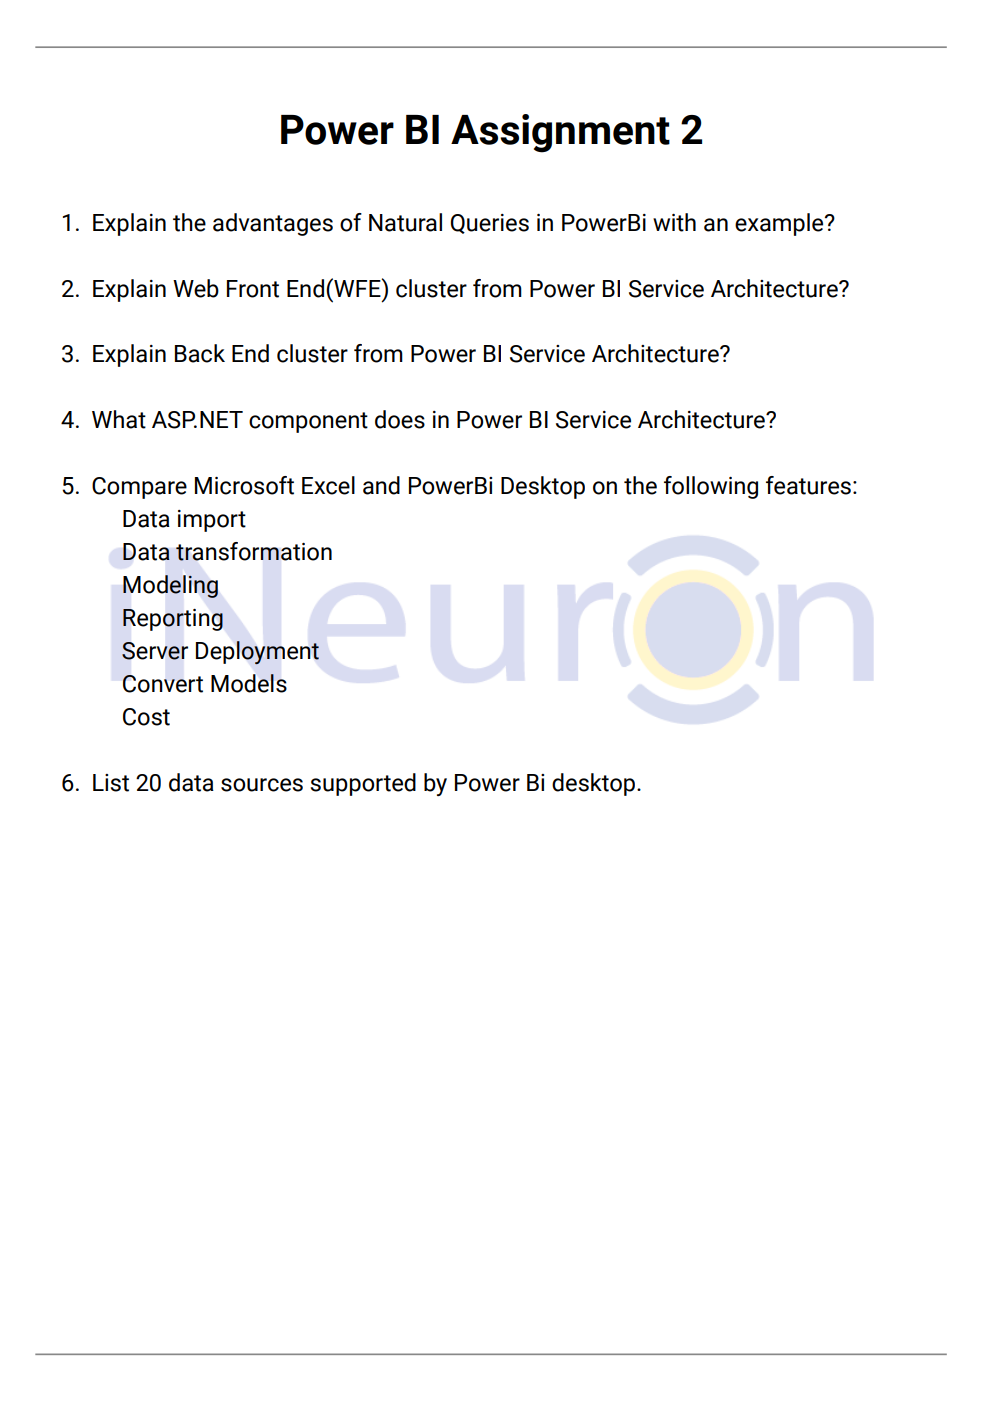 Power BI Assignment 2
1. Explain the advantages of Natural Queries in PowerBi with an example?
2. Explain Web Front End(WFE) cluster from Power BI Service Architecture?
3. Explain Back End cluster from Power BI Service Architecture?
4. What ASP.NET component does in Power BI Service Architecture?
5. Compare Microsoft Excel and PowerBi Desktop on the following features:
Data import
Data transformation
Modeling
Reporting
Server Deployment
Convert Models
Cost
iNeuron
6. List 20 data sources supported by Power Bi desktop.